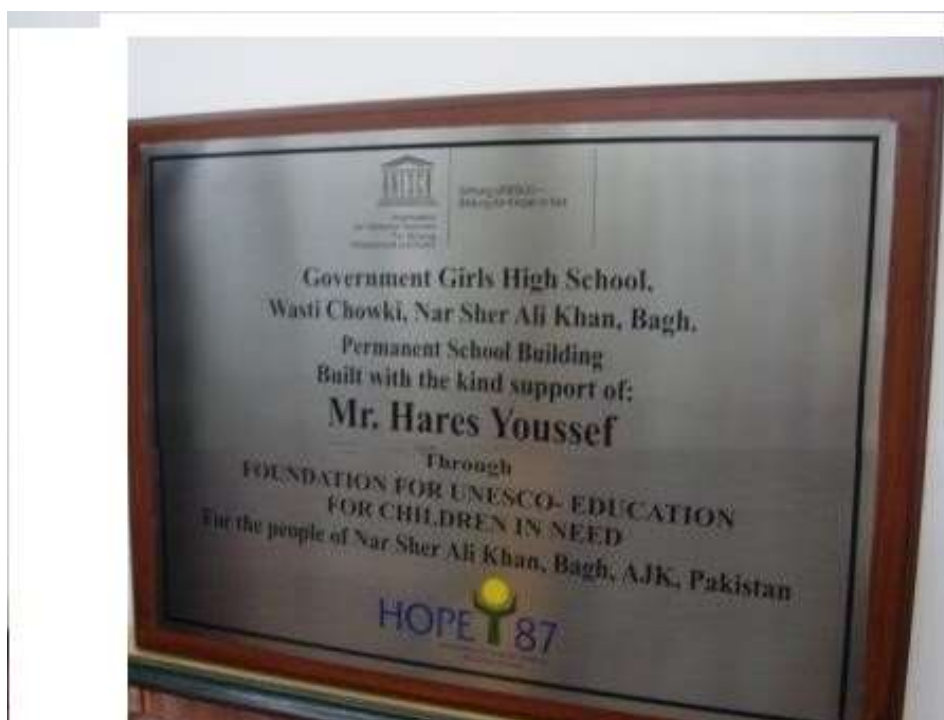 UNESCO
Government Girls High School,
Wasti Chowki, Nar Sher Ali Khan, Bagh.
Permanent School Building
Built with the kind support of:
Mr. Hares Youssef
Through
FOUNDATION FOR UNESCO- EDUCATION
FOR CHILDREN IN NEED
For the people of Nar Sher Ali Khan, Bagh, AJK, Pakistan
HOPE 87